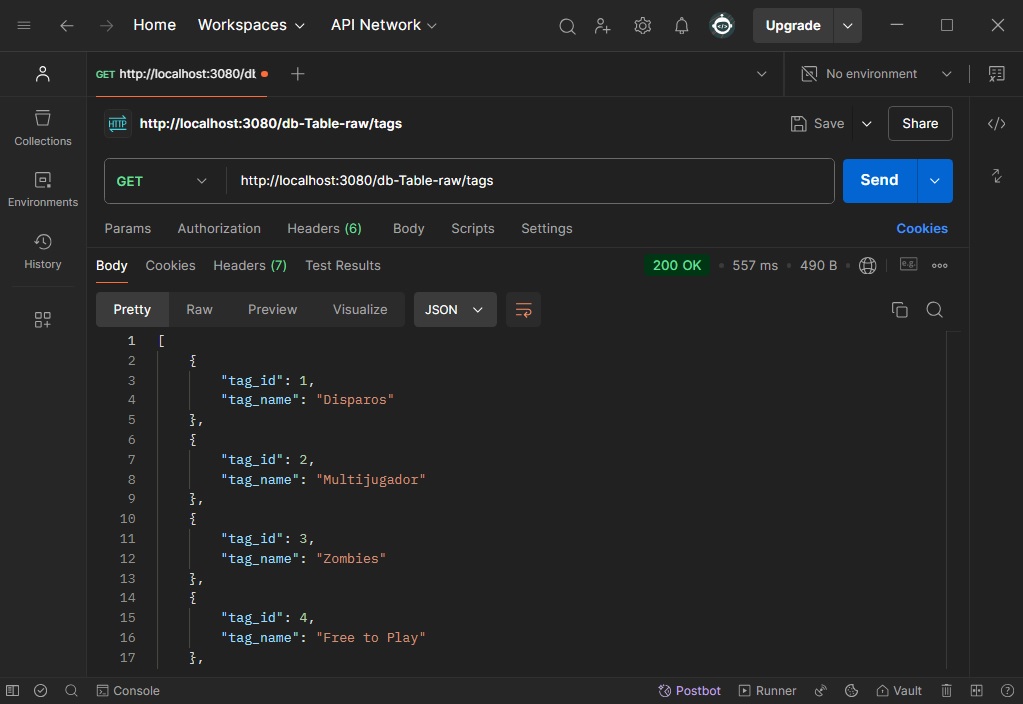 Home Workspaces API Network Upgrade
GET http://localhost:3080/dt No environment
HTTP http://localhost:3080/db-Table-raw/tags Save Share
Collections
GET http://localhost:3080/db-Table-raw/tags Send
Environments
Params Authorization Headers (6) Body Scripts Settings Cookies
History
Body Cookies Headers (7) Test Results 200 OK • 557 ms • 490 B • e.g.
Pretty Raw Preview Visualize JSON
1 [
2 {
3 "tag_id": 1,
4 "tag_name": "Disparos"
5 },
6 {
7 "tag_id": 2,
8 "tag_name": "Multijugador"
9 },
10 {
11 "tag_id": 3,
12 "tag_name": "Zombies"
13 },
14 {
15 "tag_id": 4,
16 "tag_name": "Free to Play"
17 },
Console Postbot Runner Vault